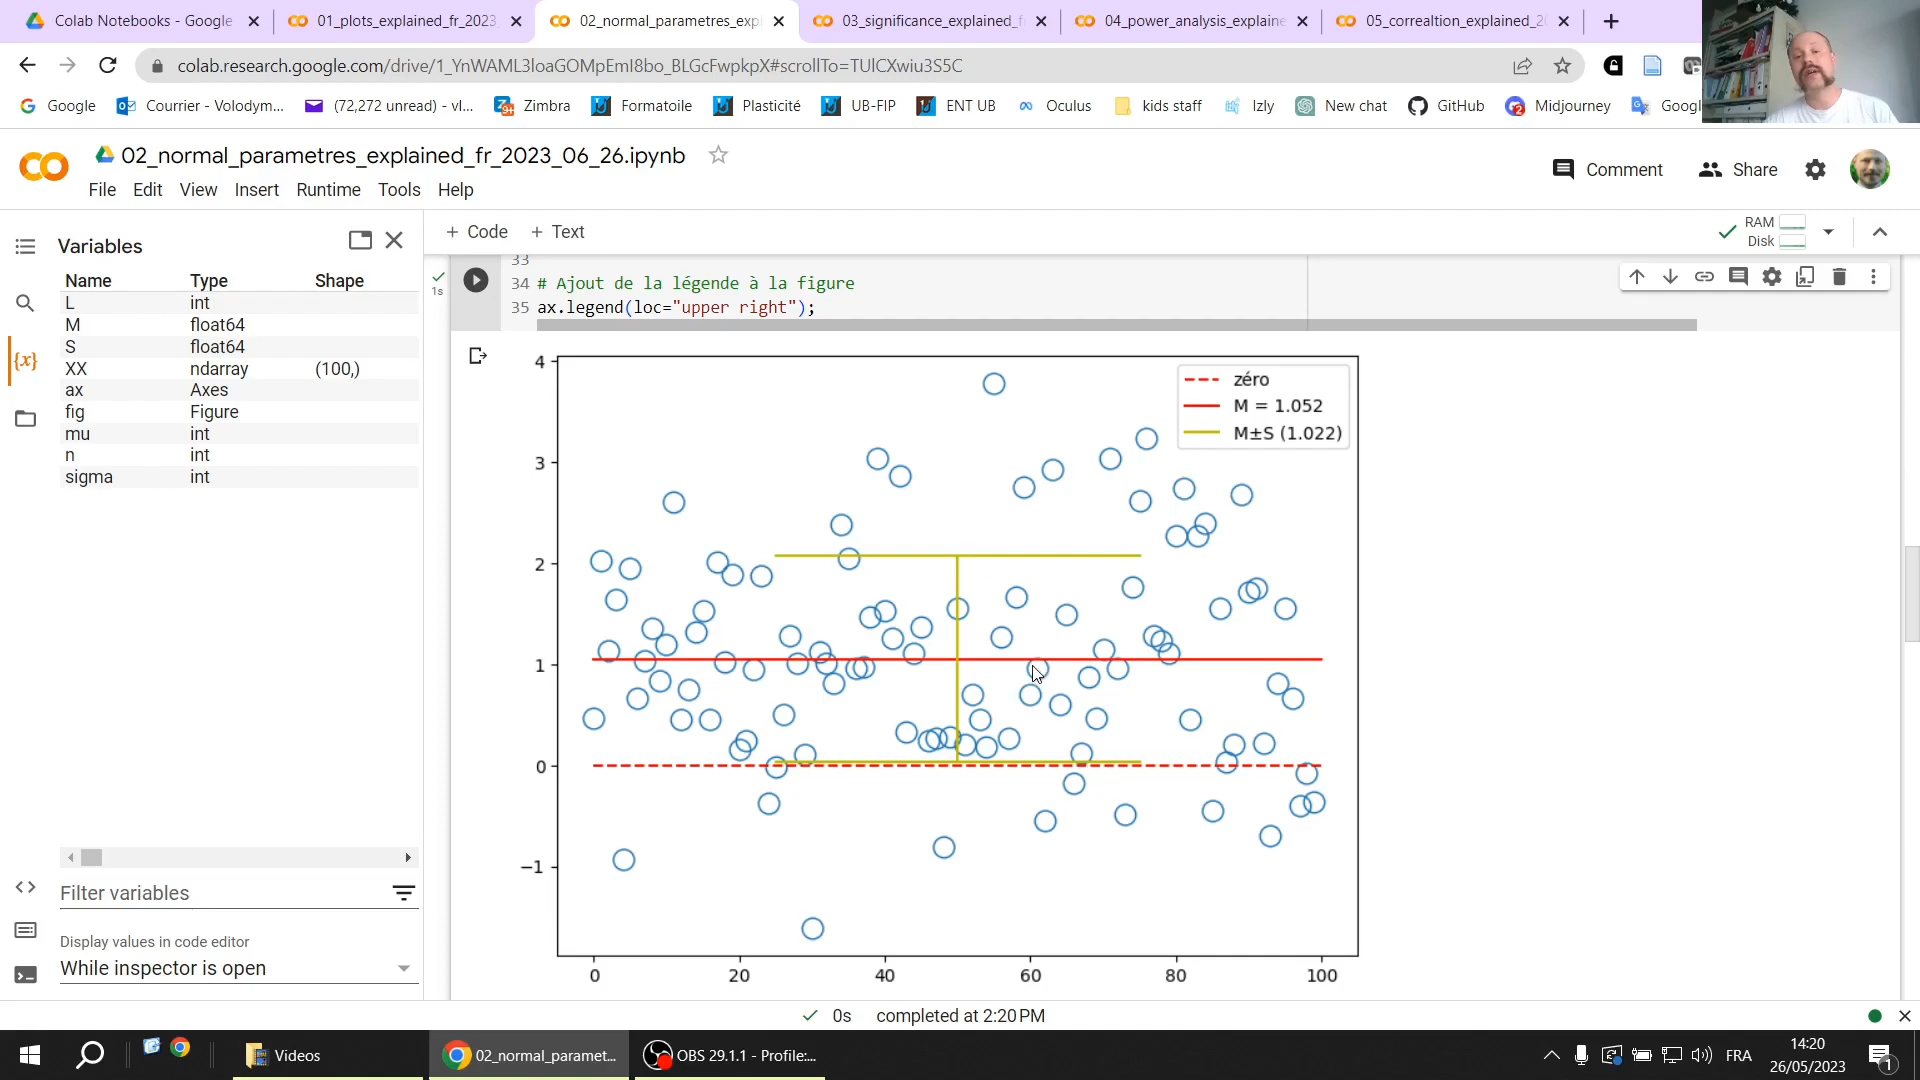 Colab Notebooks - Google
01_plots_explained_fr_2023
02_normal_parametres_exp
03_significance_explained_f
04_power_analysis_explaine
05_correaltion_explained_2
colab.research.google.com/drive/1_YnWAML3loaGOMpEmI8bo_BLGcFwpkpX#scrollTo=TUlCXwiu3S5C
Google
Courrier - Volodym...
(72,272 unread) - vl...
Zimbra
Formatoile
Plasticité
UB-FIP
ENT UB
Oculus
kids staff
Izly
New chat
GitHub
Midjourney
Googl
02_normal_parametres_explained_fr_2023_06_26.ipynb
Comment
Share
File Edit View Insert Runtime Tools Help
Variables
+ Code + Text
RAM
Disk
Name Type Shape
L int
M float64
S float64
XX ndarray (100,)
ax Axes
fig Figure
mu int
n int
sigma int
Filter variables
Display values in code editor
While inspector is open
1s
{x}
33
34 # Ajout de la légende à la figure
35 ax.legend(loc="upper right");
zéro
M = 1.052
M±S (1.022)
4
3
2
1
0
−1
0 20 40 60 80 100
0s completed at 2:20 PM
Videos
02_normal_paramet...
OBS 29.1.1 - Profile:...
FRA
14:20
26/05/2023
1